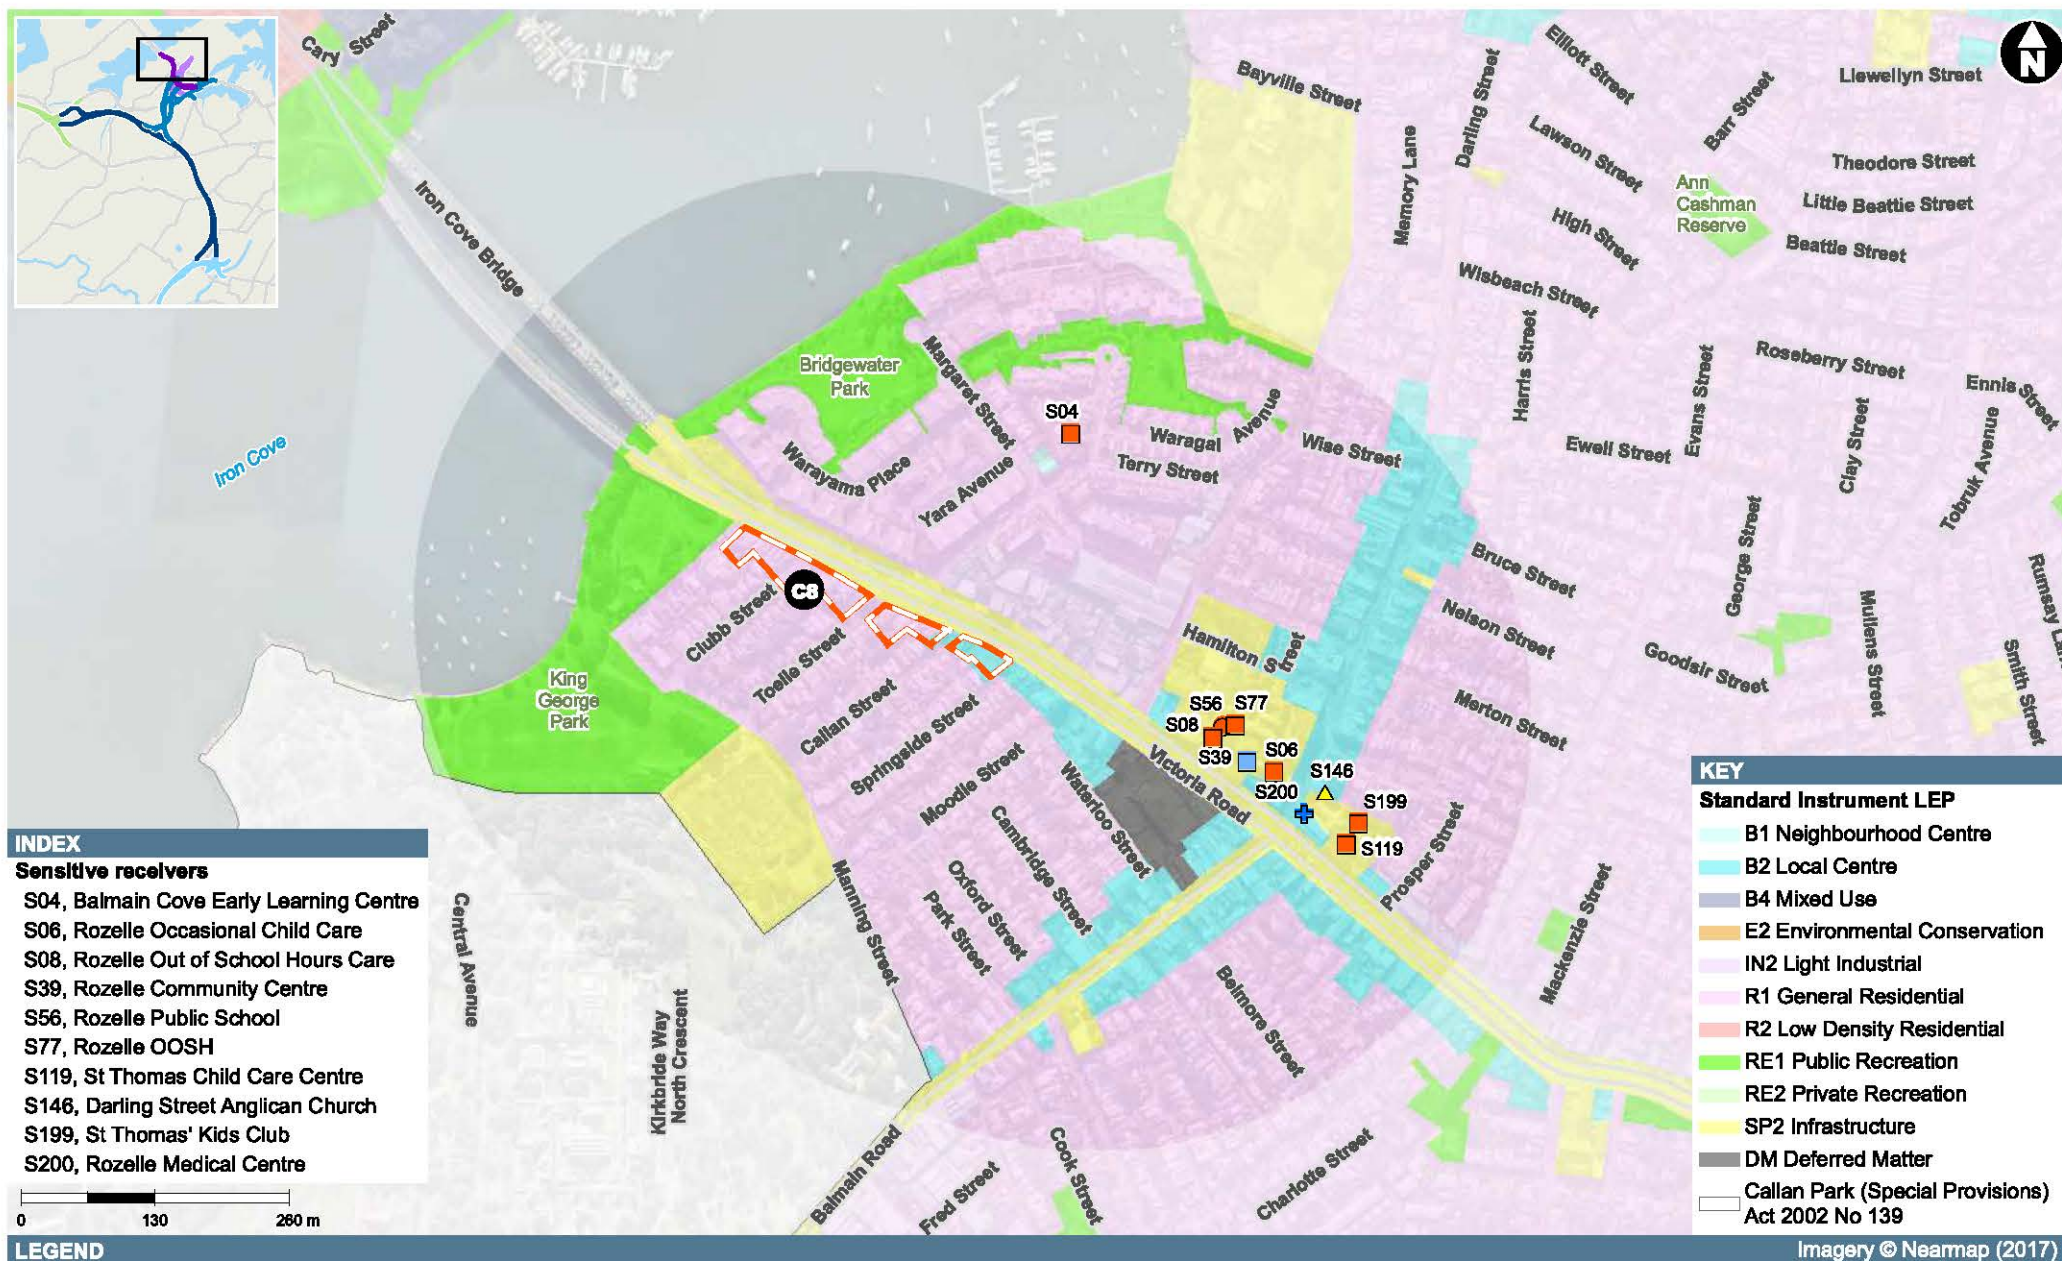 Cary Street
N
Bayville Street
Elliott Street
Darling Street
Llewellyn Street
Barr Street
Lawson Street
Memory Lane
Theodore Street
Ann
Cashman
Reserve
Little Beattie Street
High Street
Beattie Street
Iron Cove Bridge
Wisbeach Street
Harris Street
Roseberry Street
Evans Street
Ennis Street
Bridgewater
Park
Margaret Street
S04
Waragal Avenue
Wise Street
Ewell Street
Clay Street
Tobruk Avenue
Iron Cove
Warayama Place
Yara Avenue
Terry Street
George Street
Bruce Street
C8
Clubb Street
Nelson Street
Mullens Street
Rumsay
Toelle Street
Hamilton Street
Goodsir Street
Smith Street
King
George
Park
Callan Street
Springside Street
S56
S77
S08
S39
S06
Merton Street
Moodie Street
Waterloo Street
Victoria Road
S200
S146
S199
S119
Prosper Street
Cambridge Street
Oxford Street
Park Street
Manning Street
Central Avenue
Mackenzie Street
Belmore Street
Kirkbride Way
North Crescent
Balmain Road
Fred Street
Cook Street
Charlotte Street
INDEX
Sensitive receivers
S04, Balmain Cove Early Learning Centre
S06, Rozelle Occasional Child Care
S08, Rozelle Out of School Hours Care
S39, Rozelle Community Centre
S56, Rozelle Public School
S77, Rozelle OOSH
S119, St Thomas Child Care Centre
S146, Darling Street Anglican Church
S199, St Thomas' Kids Club
S200, Rozelle Medical Centre
0 130 260 m
KEY
Standard Instrument LEP
B1 Neighbourhood Centre
B2 Local Centre
B4 Mixed Use
E2 Environmental Conservation
IN2 Light Industrial
R1 General Residential
R2 Low Density Residential
RE1 Public Recreation
RE2 Private Recreation
SP2 Infrastructure
DM Deferred Matter
Callan Park (Special Provisions)
Act 2002 No 139
LEGEND
Imagery © Nearmap (2017)